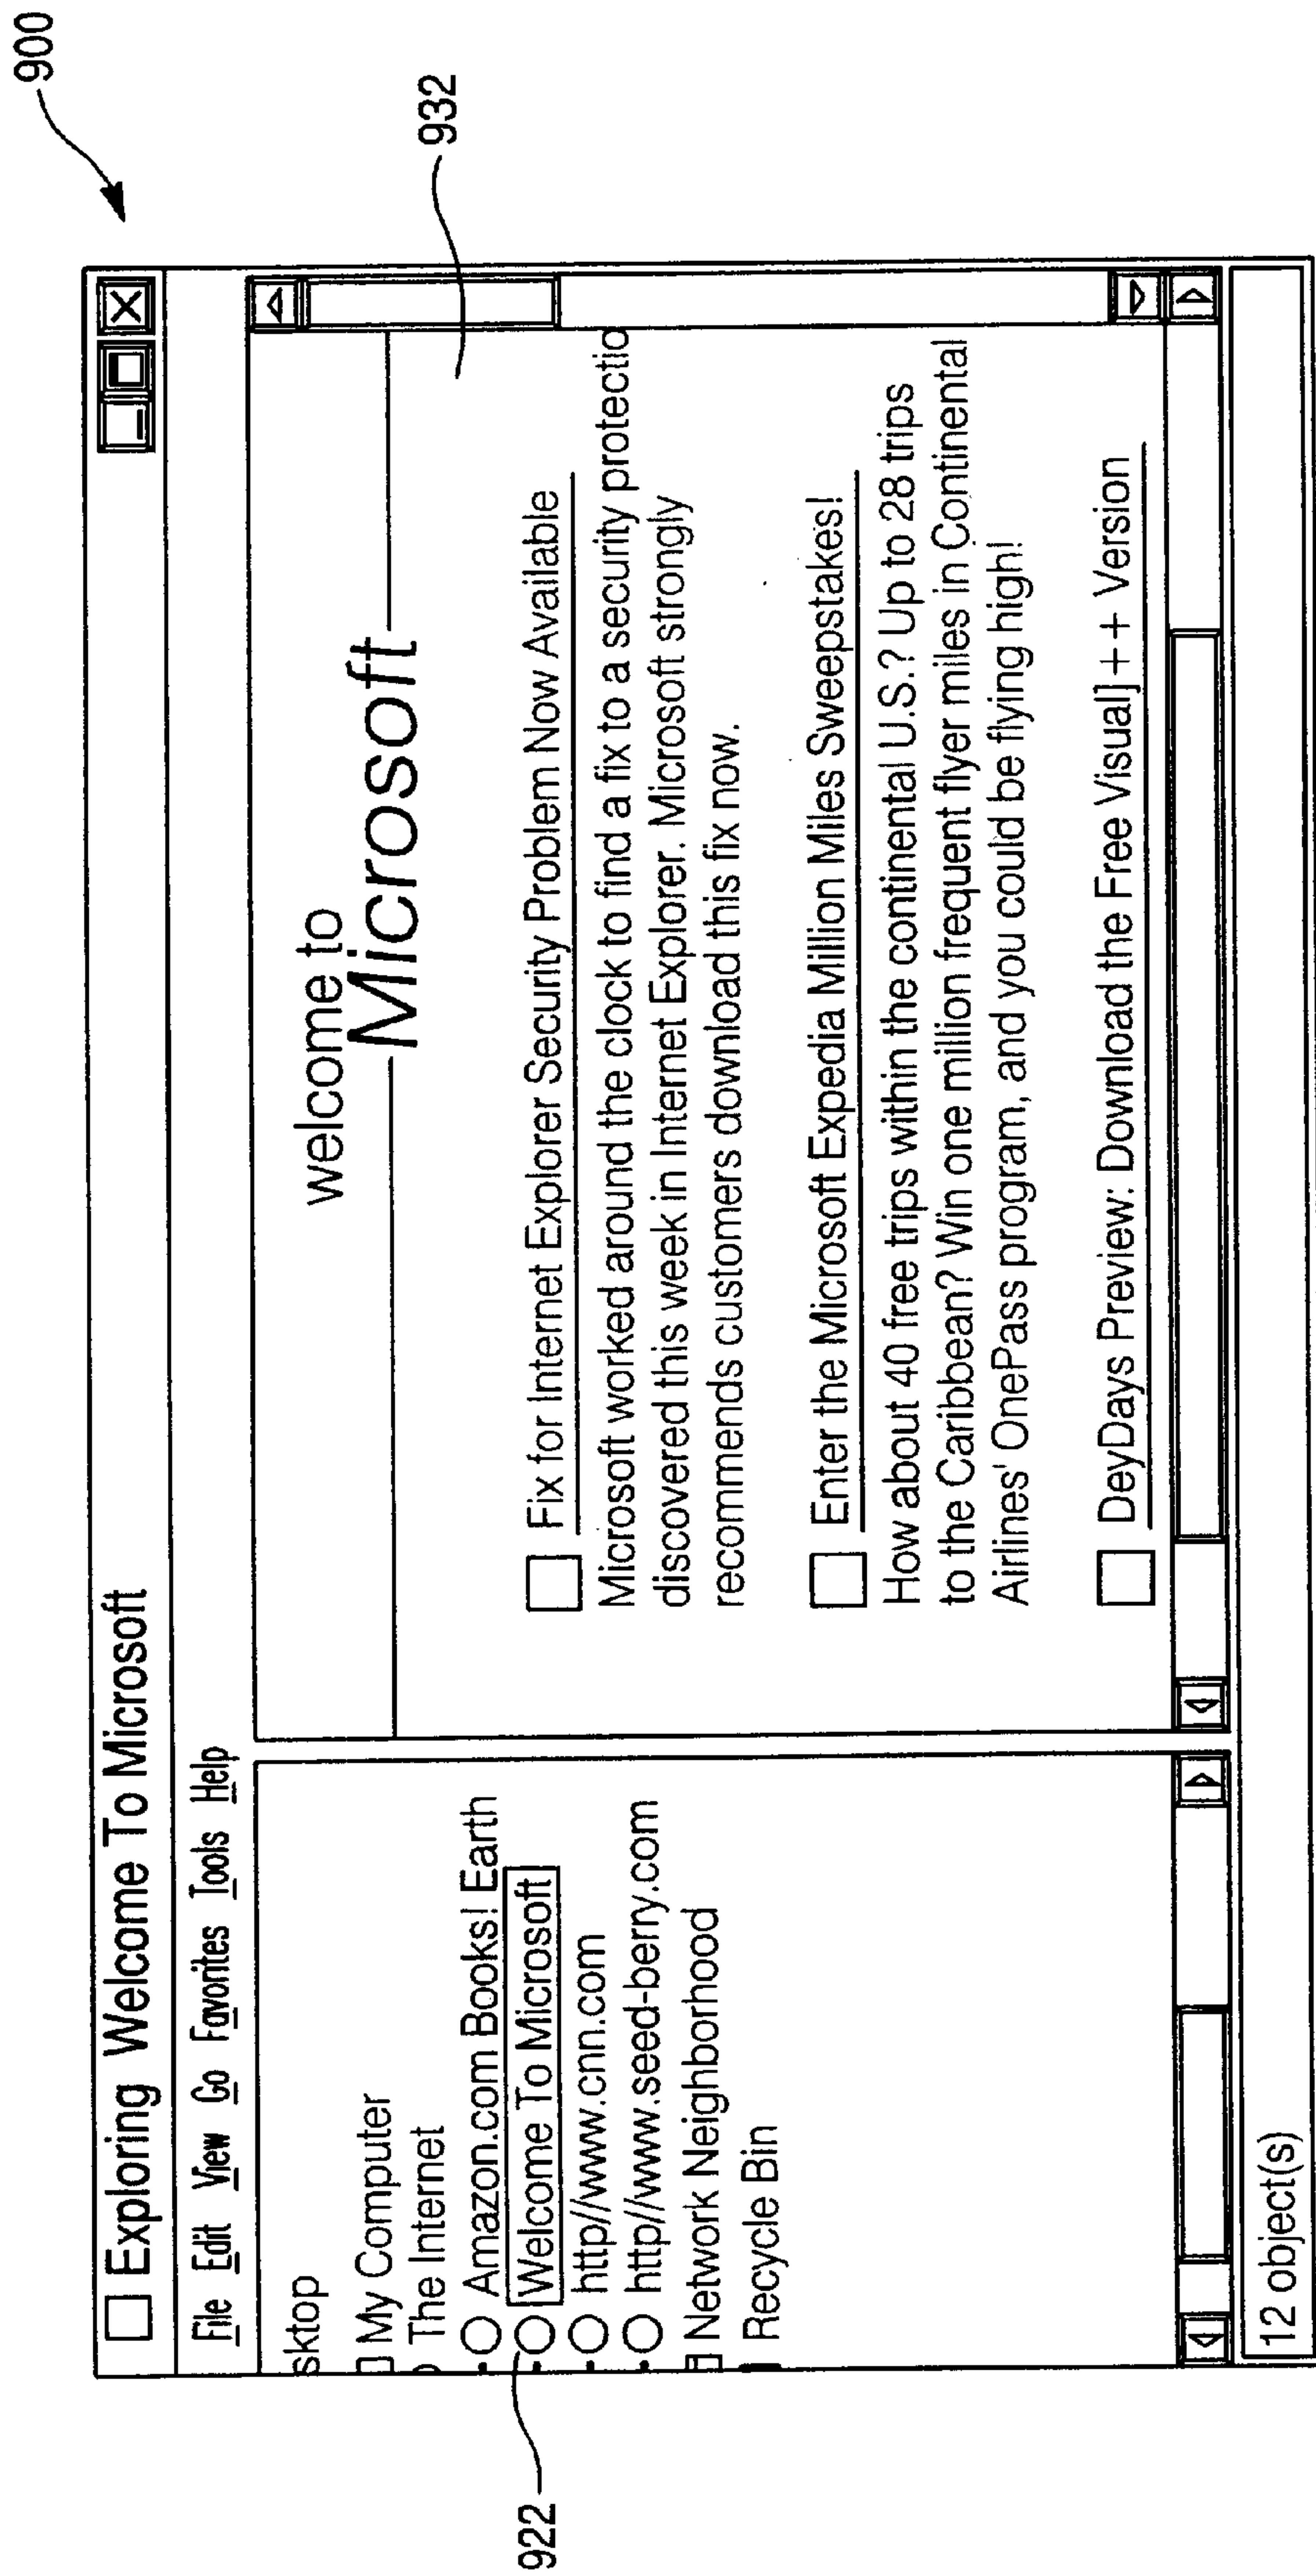 900
Exploring Welcome To Microsoft
File Edit View Go Favorites Tools Help
sktop
My Computer
The Internet
Amazon.com Books! Earth
Welcome To Microsoft
http//www.cnn.com
http//www.seed-berry.com
Network Neighborhood
Recycle Bin
922
welcome to
Microsoft
932
Fix for Internet Explorer Security Problem Now Available
Microsoft worked around the clock to find a fix to a security protectio
discovered this week in Internet Explorer. Microsoft strongly
recommends customers download this fix now.
Enter the Microsoft Expedia Million Miles Sweepstakes!
How about 40 free trips within the continental U.S.? Up to 28 trips
to the Caribbean? Win one million frequent flyer miles in Continental
Airlines' OnePass program, and you could be flying high!
DeyDays Preview: Download the Free Visual]++ Version
12 object(s)